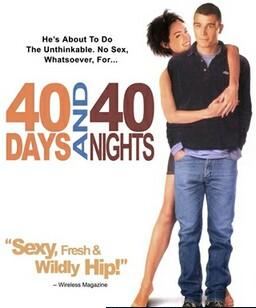 He's About To Do
The Unthinkable. No Sex,
Whatsoever, For...
40 AND 40
DAYS NIGHTS
"Sexy, Fresh &
Wildly Hip!"
– Wireless Magazine